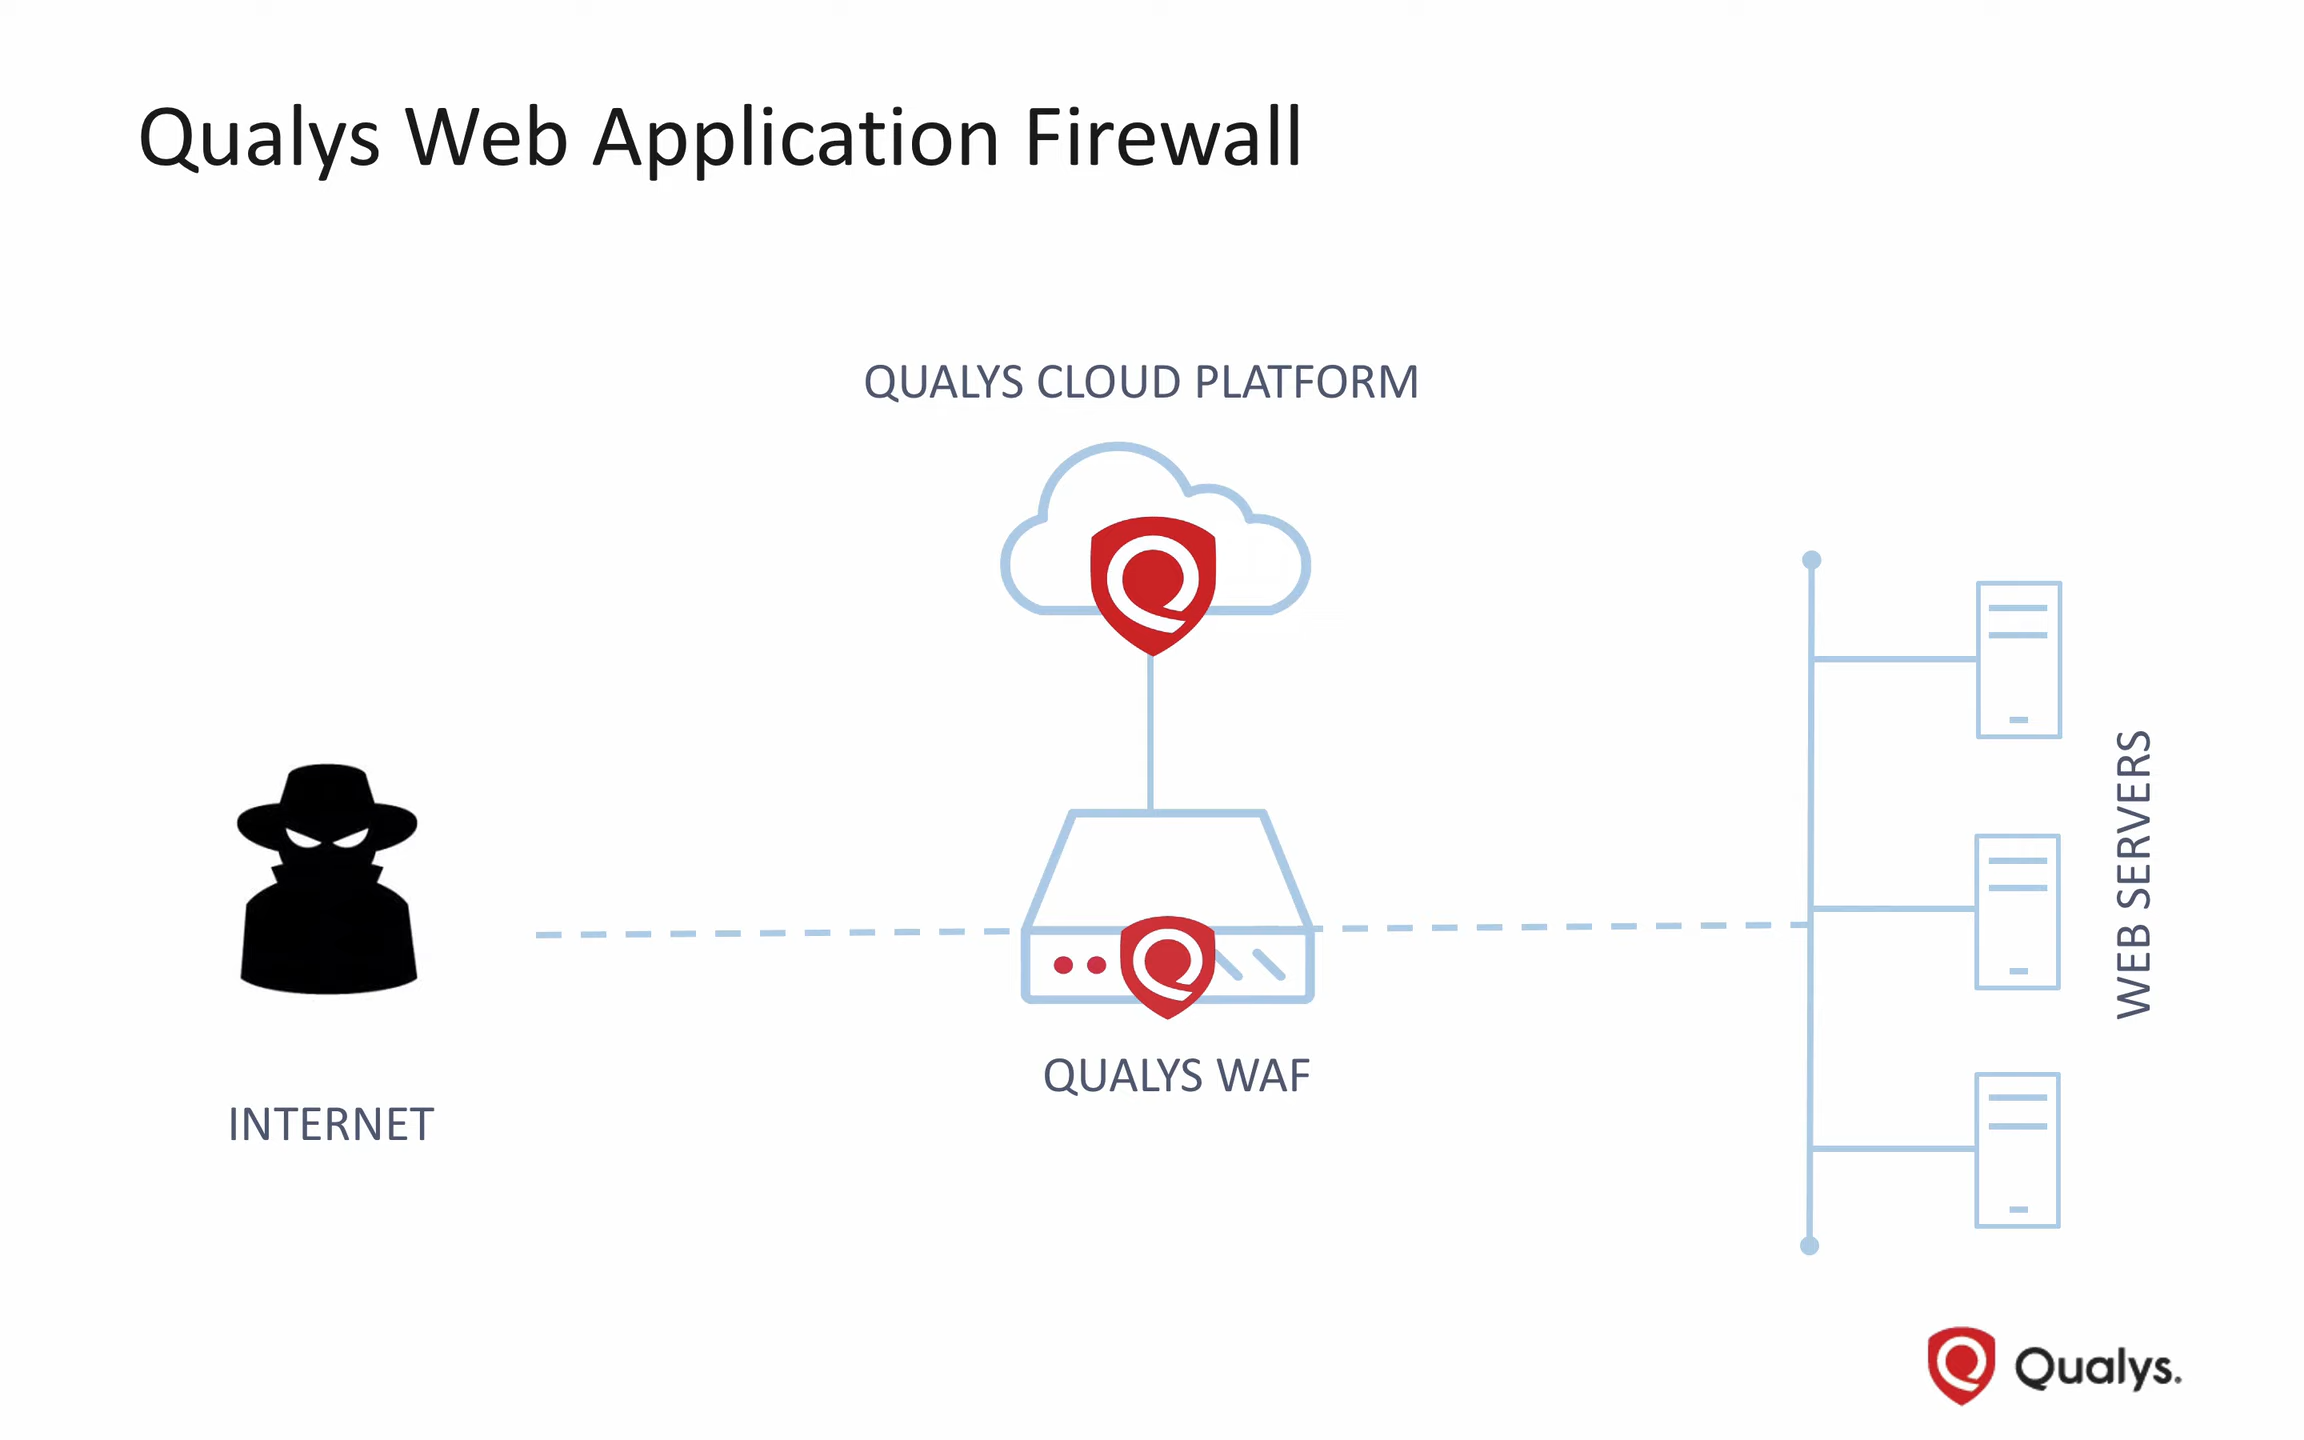 Qualys Web Application Firewall
QUALYS CLOUD PLATFORM
WEB SERVERS
QUALYS WAF
INTERNET
Qualys.